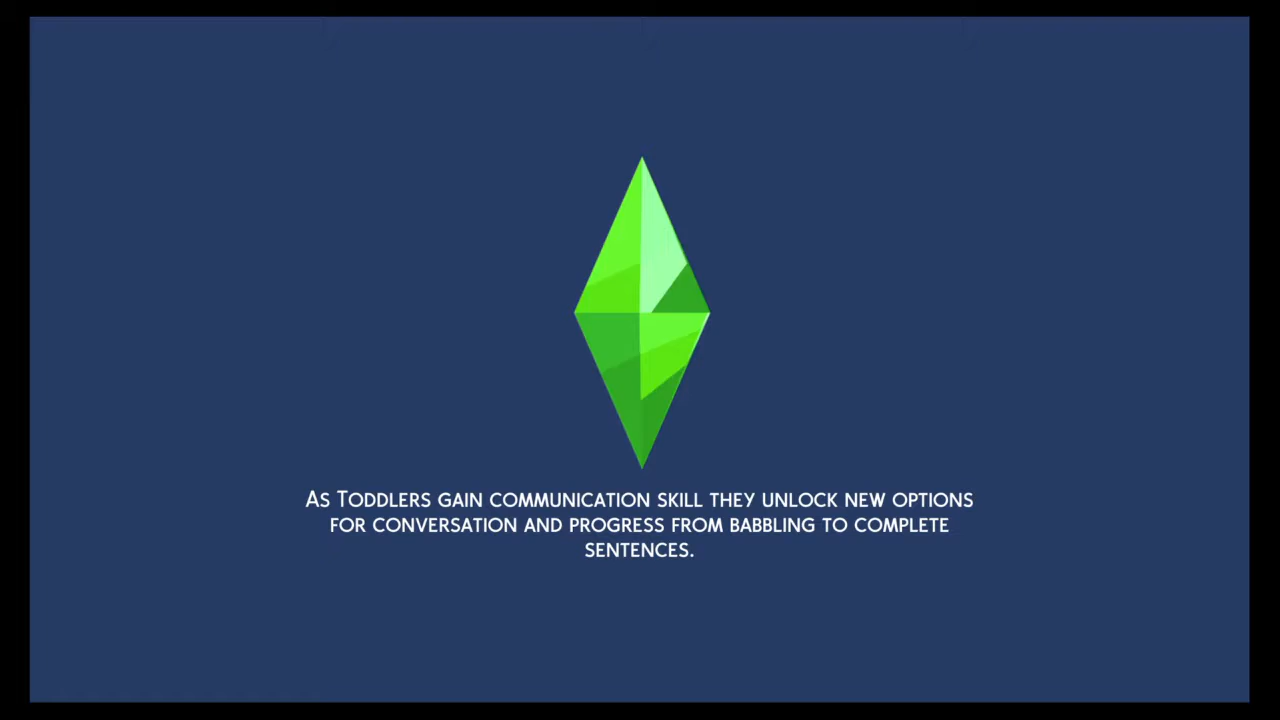 As Toddlers gain communication skill they unlock new options
for conversation and progress from babbling to complete
sentences.